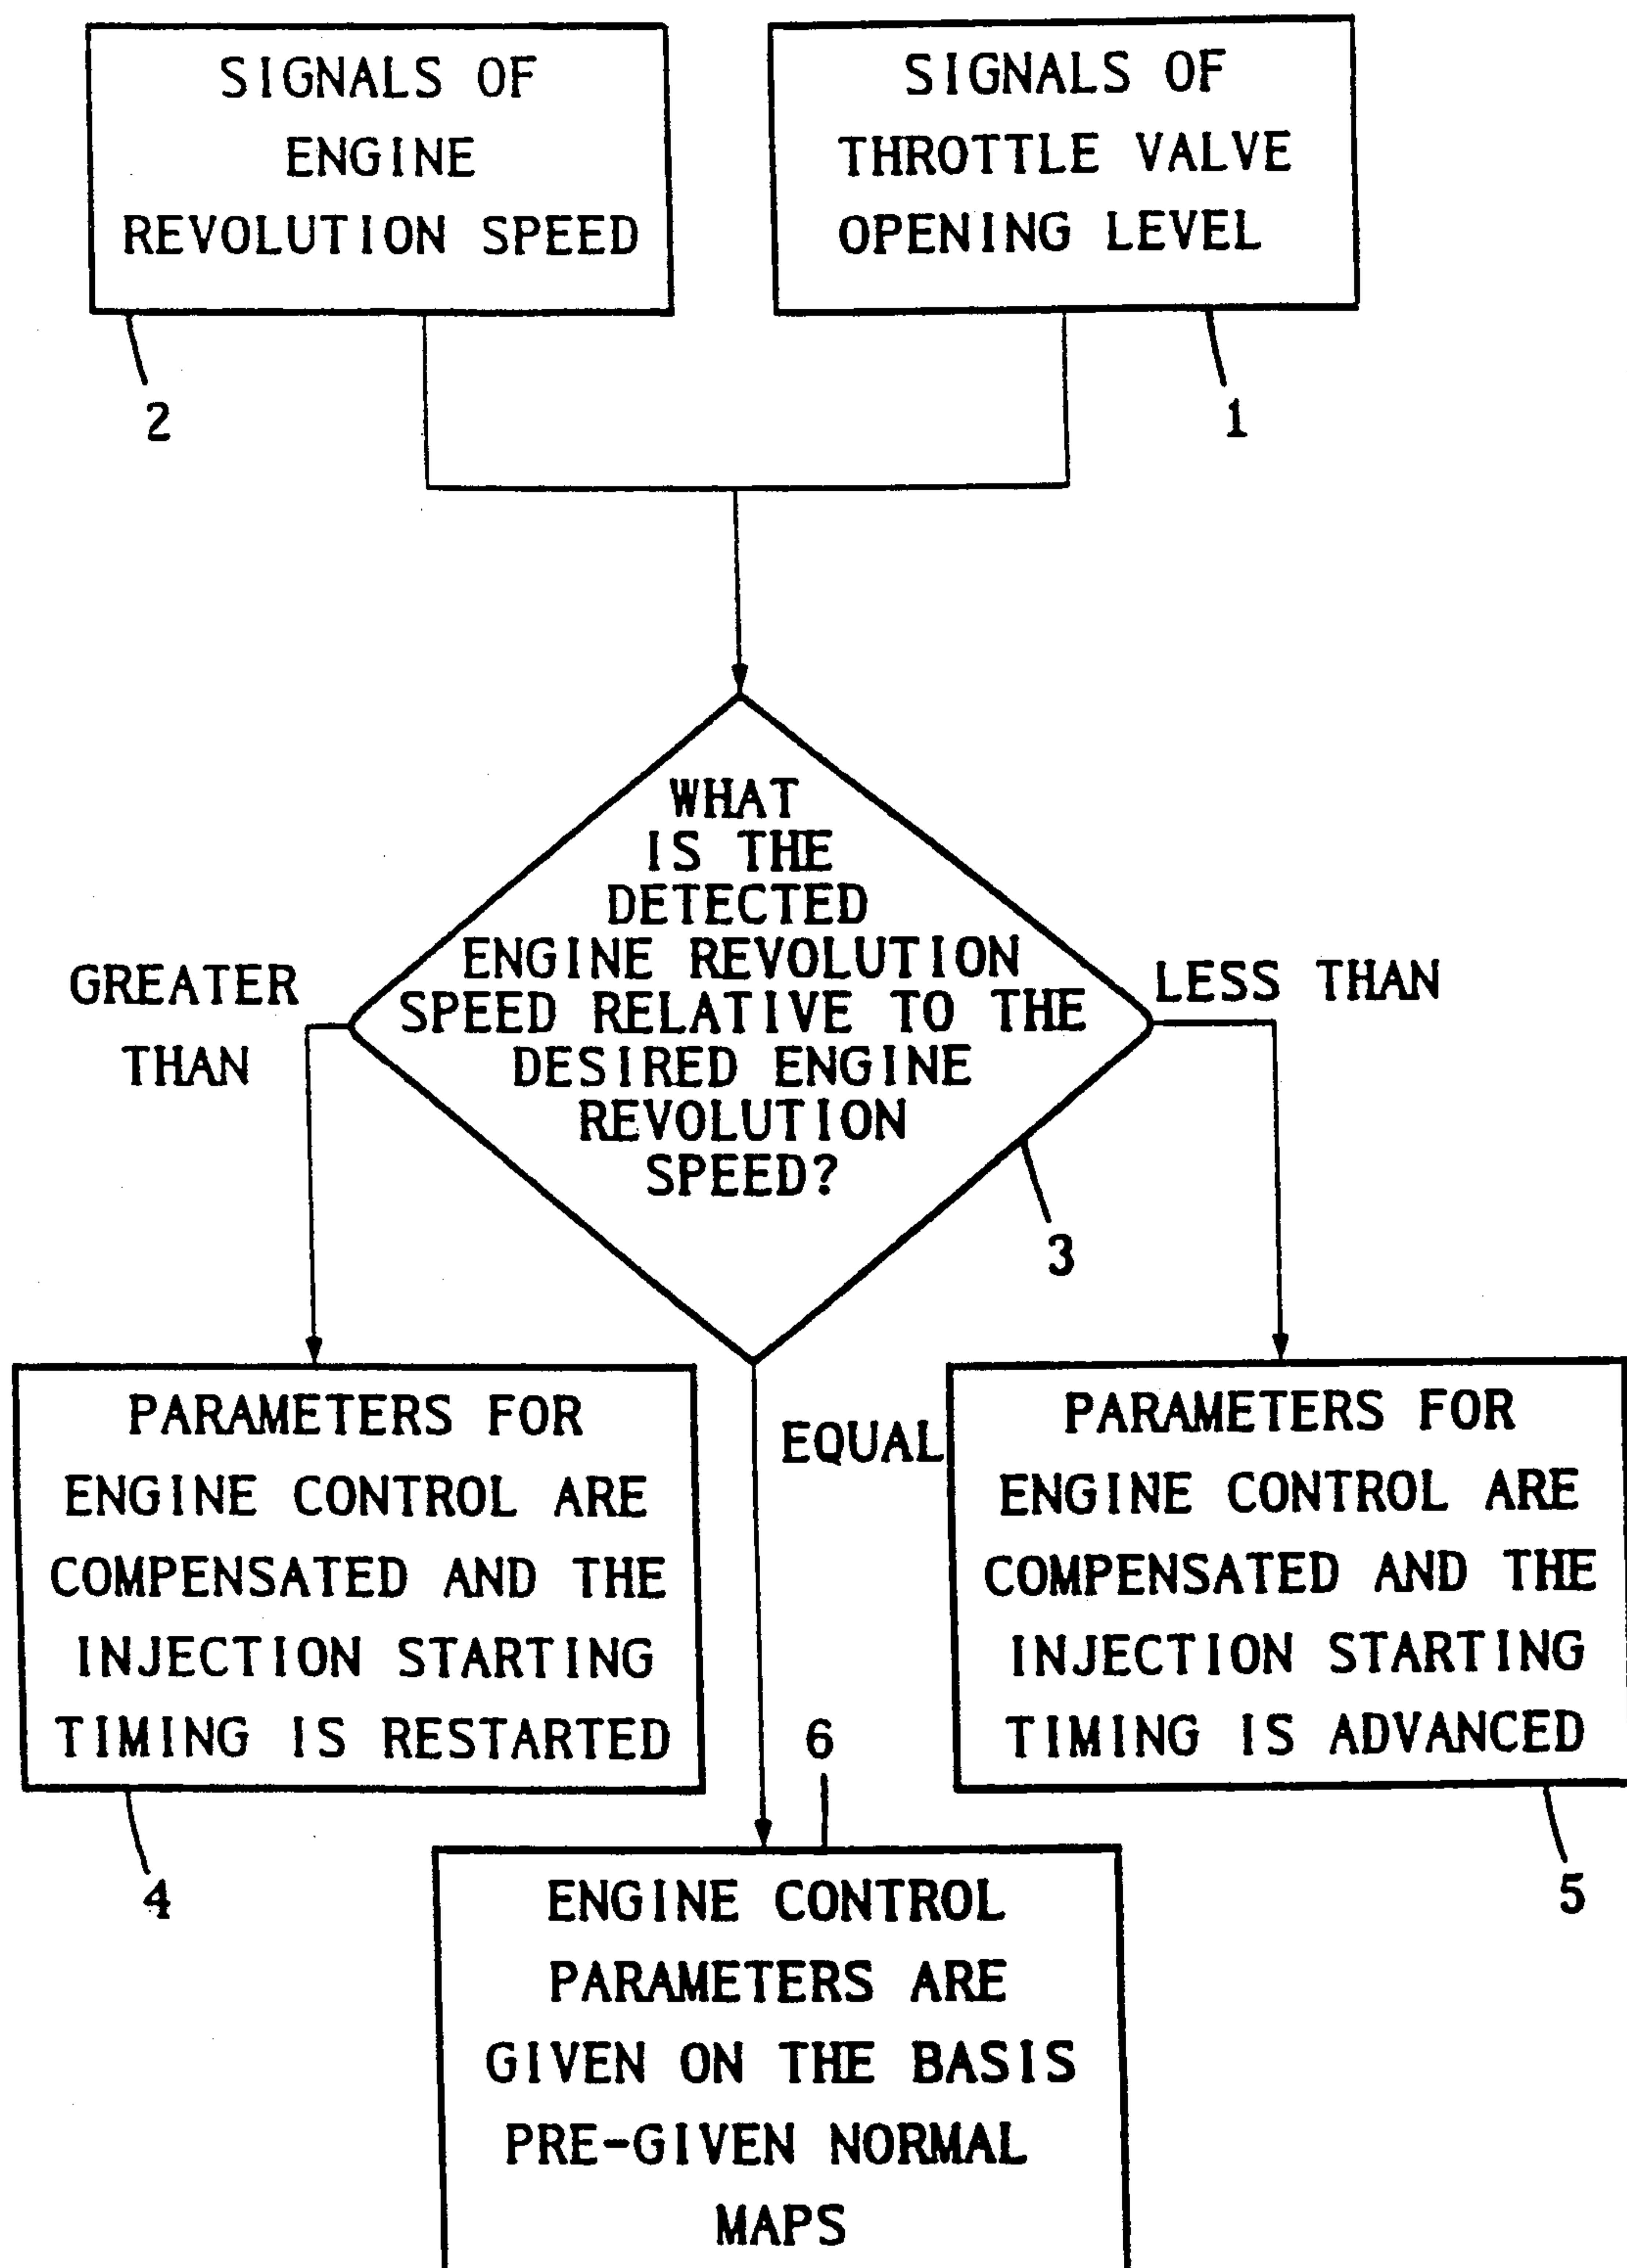 SIGNALS OF
ENGINE
REVOLUTION SPEED
2
SIGNALS OF
THROTTLE VALVE
OPENING LEVEL
1
WHAT
IS THE
DETECTED
ENGINE REVOLUTION
SPEED RELATIVE TO THE
DESIRED ENGINE
REVOLUTION
SPEED?
3
GREATER
THAN
LESS THAN
EQUAL
PARAMETERS FOR
ENGINE CONTROL ARE
COMPENSATED AND THE
INJECTION STARTING
TIMING IS RESTARTED
4
PARAMETERS FOR
ENGINE CONTROL ARE
COMPENSATED AND THE
INJECTION STARTING
TIMING IS ADVANCED
5
6
ENGINE CONTROL
PARAMETERS ARE
GIVEN ON THE BASIS
PRE-GIVEN NORMAL
MAPS